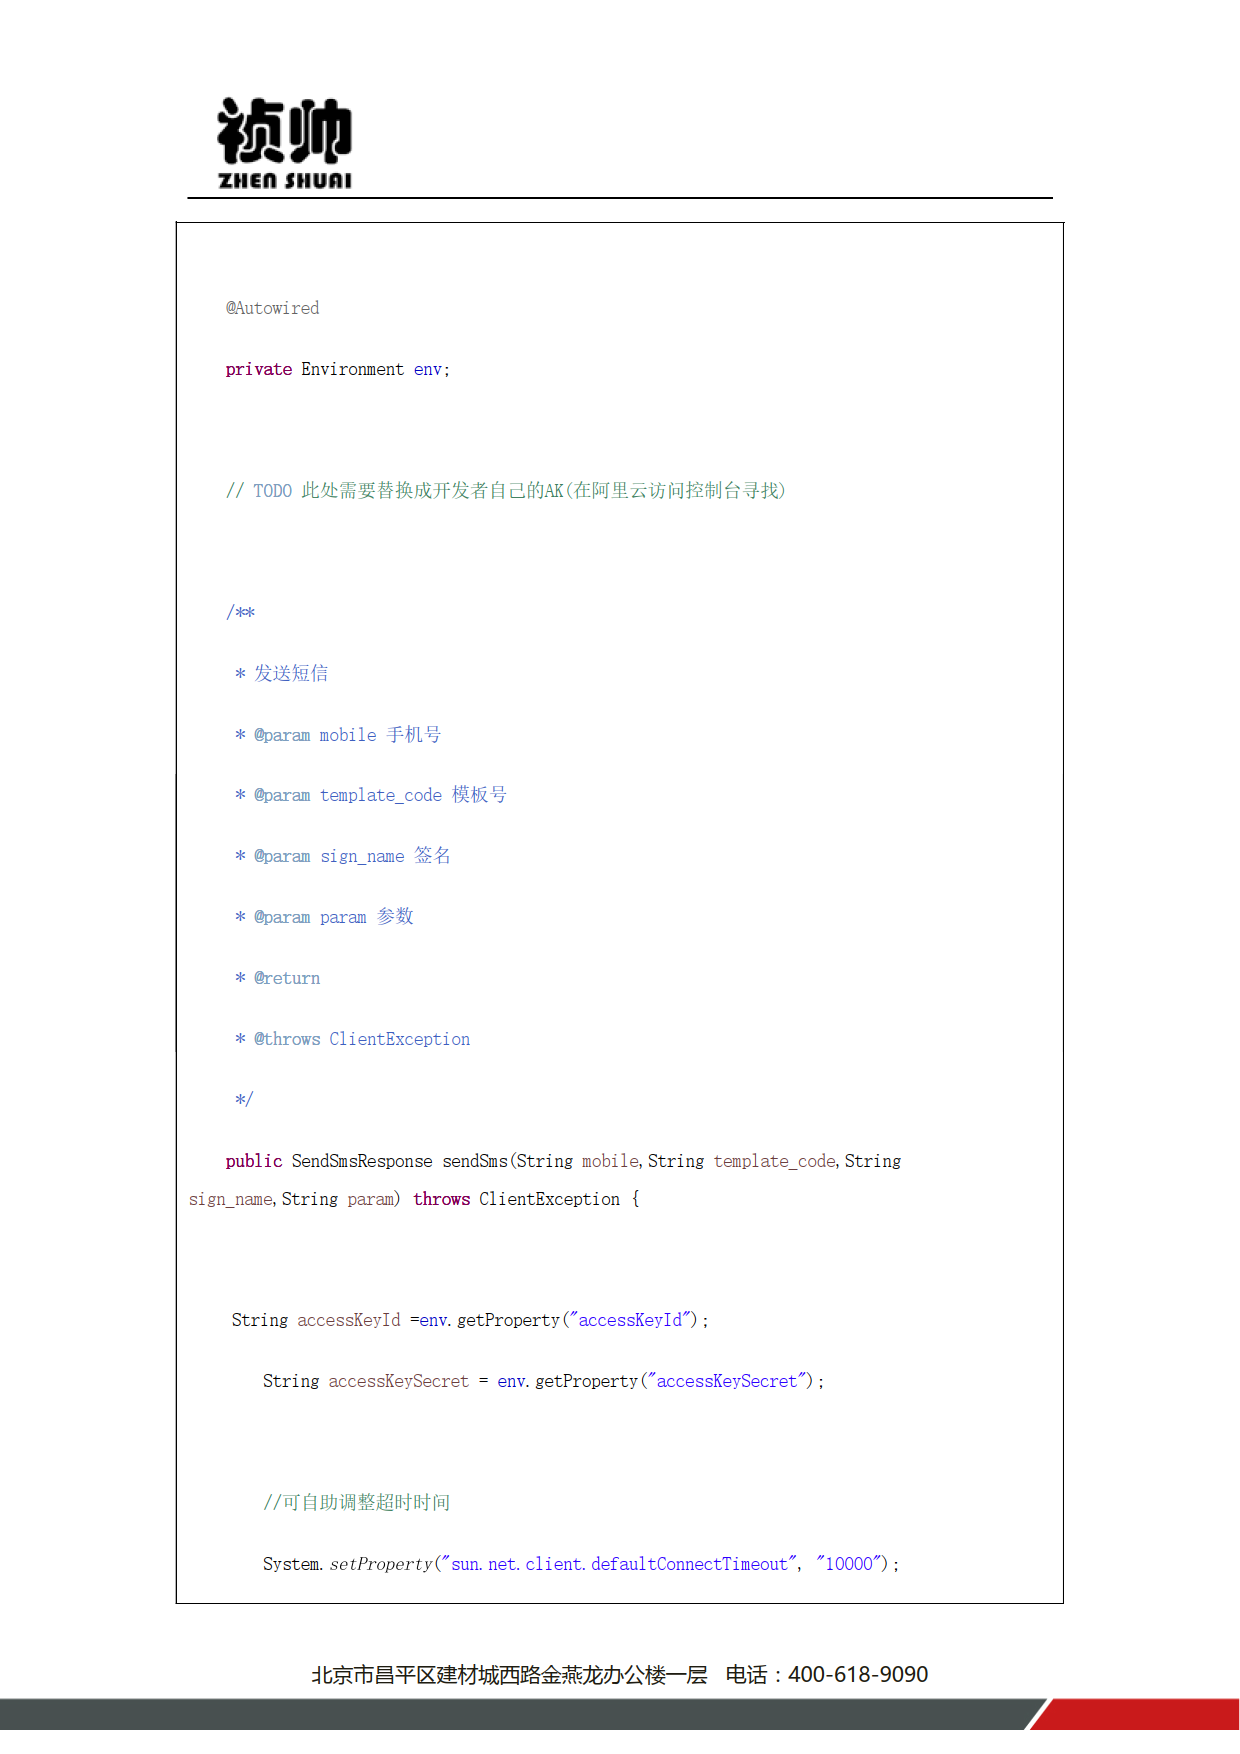 祯帅
ZHEN SHUAI
@Autowired
private Environment env;
// TODO 此处需要替换成开发者自己的AK(在阿里云访问控制台寻找)
/**
* 发送短信
* @param mobile 手机号
* @param template_code 模板号
* @param sign_name 签名
* @param param 参数
* @return
* @throws ClientException
*/
public SendSmsResponse sendSms(String mobile,String template_code,String
sign_name,String param) throws ClientException {
String accessKeyId =env.getProperty("accessKeyId");
String accessKeySecret = env.getProperty("accessKeySecret");
//可自助调整超时时间
System.setProperty("sun.net.client.defaultConnectTimeout", "10000");
北京市昌平区建材城西路金燕龙办公楼一层 电话：400-618-9090